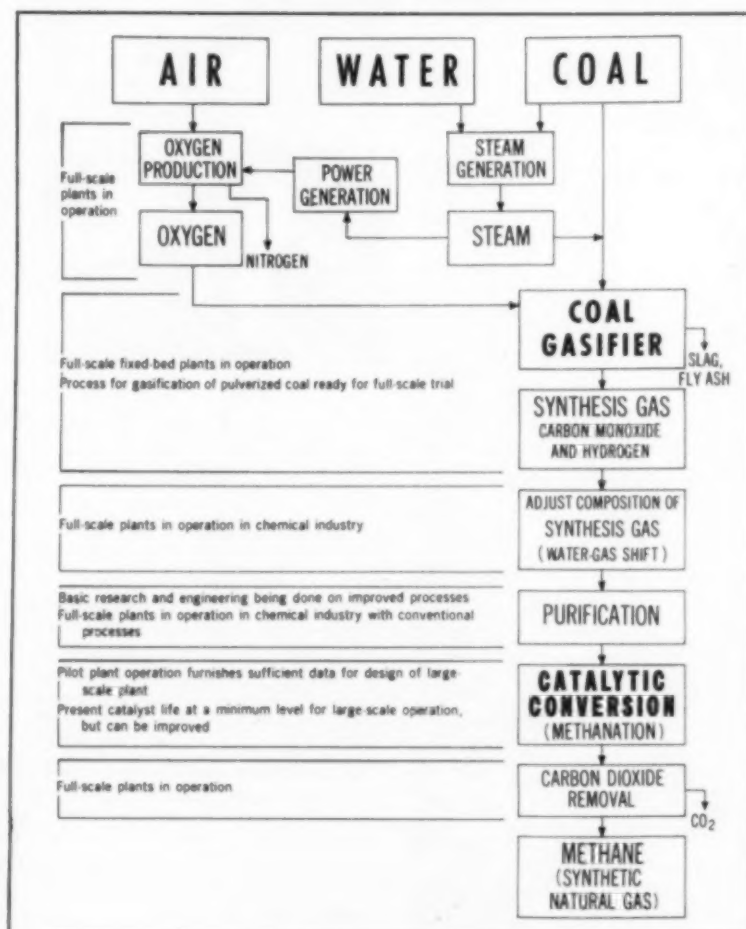 AIR
WATER
COAL
OXYGEN
PRODUCTION
POWER
GENERATION
STEAM
GENERATION
Full-scale
plants in
operation
OXYGEN
NITROGEN
STEAM
COAL
GASIFIER
SLAG,
FLY ASH
Full-scale fixed-bed plants in operation
Process for gasification of pulverized coal ready for full-scale trial
SYNTHESIS GAS
CARBON MONOXIDE
AND HYDROGEN
Full-scale plants in operation in chemical industry
ADJUST COMPOSITION OF
SYNTHESIS GAS
(WATER-GAS SHIFT)
Basic research and engineering being done on improved processes
Full-scale plants in operation in chemical industry with conventional
processes
PURIFICATION
Pilot plant operation furnishes sufficient data for design of large-
scale plant
Present catalyst life at a minimum level for large-scale operation,
but can be improved
CATALYTIC
CONVERSION
(METHANATION)
Full-scale plants in operation
CARBON DIOXIDE
REMOVAL
CO2
METHANE
(SYNTHETIC
NATURAL GAS)